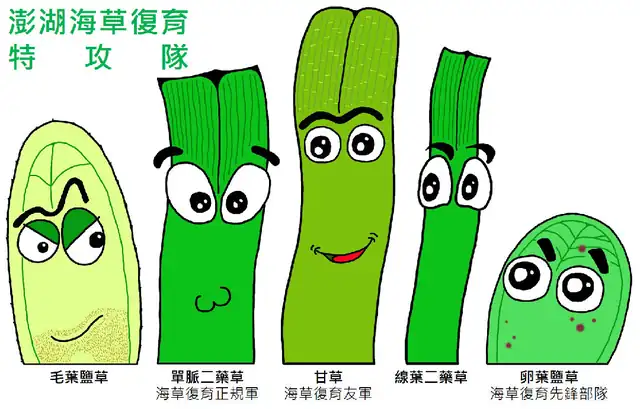 澎湖海草復育
特攻隊
毛葉鹽草
單脈二藥草
海草復育正規軍
甘草
海草復育友軍
線葉二藥草
卵葉鹽草
海草復育先鋒部隊